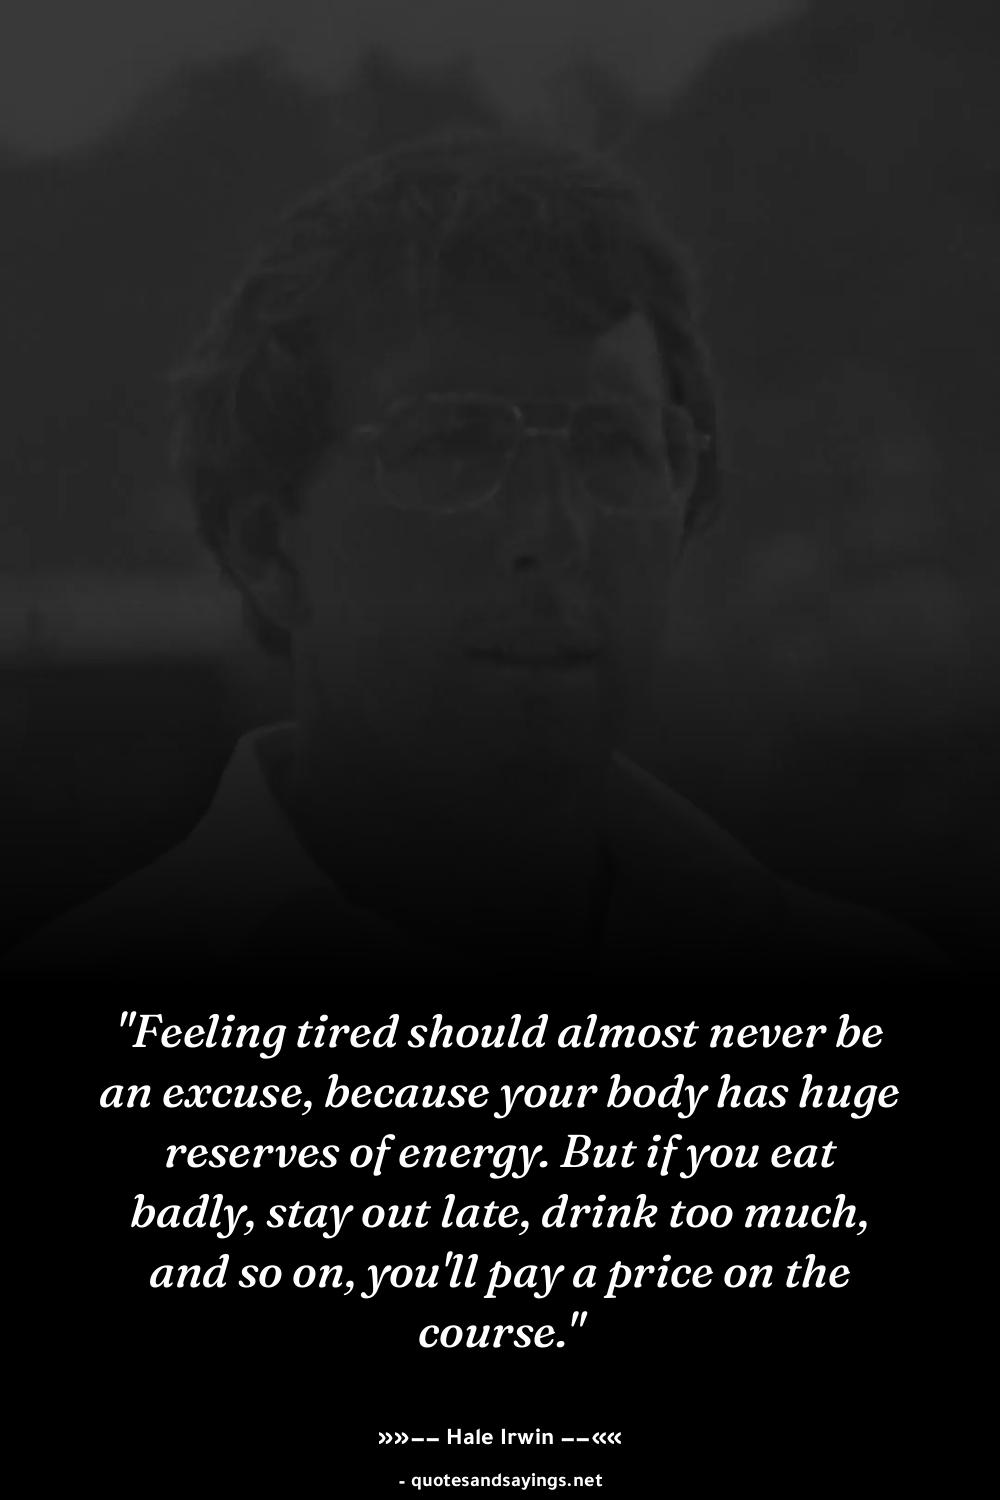 "Feeling tired should almost never be
an excuse, because your body has huge
reserves of energy. But if you eat
badly, stay out late, drink too much,
and so on, you'll pay a price on the
course."
»»−− Hale Irwin −−««
- quotesandsayings.net